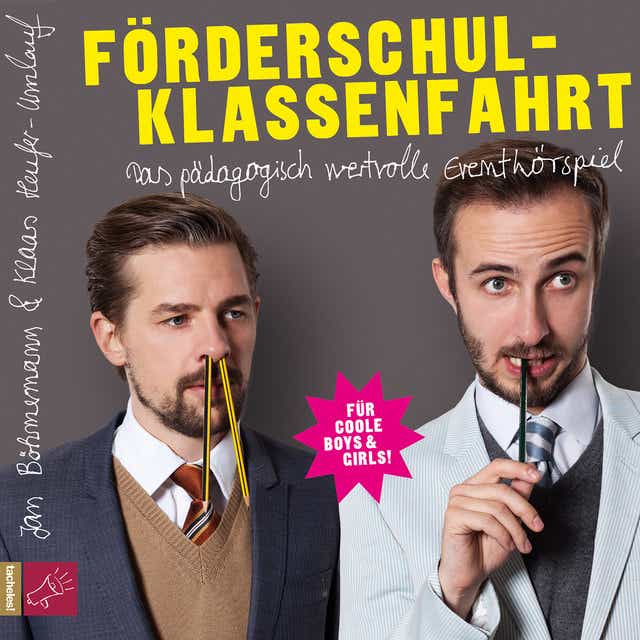 FÖRDERSCHUL-
KLASSENFAHRT
Das pädagogisch wertvolle Eventhörspiel
Jan Böhmermann & Klaas Heufer-Umlauf
FÜR
COOLE
BOYS &
GIRLS!
tacheles!